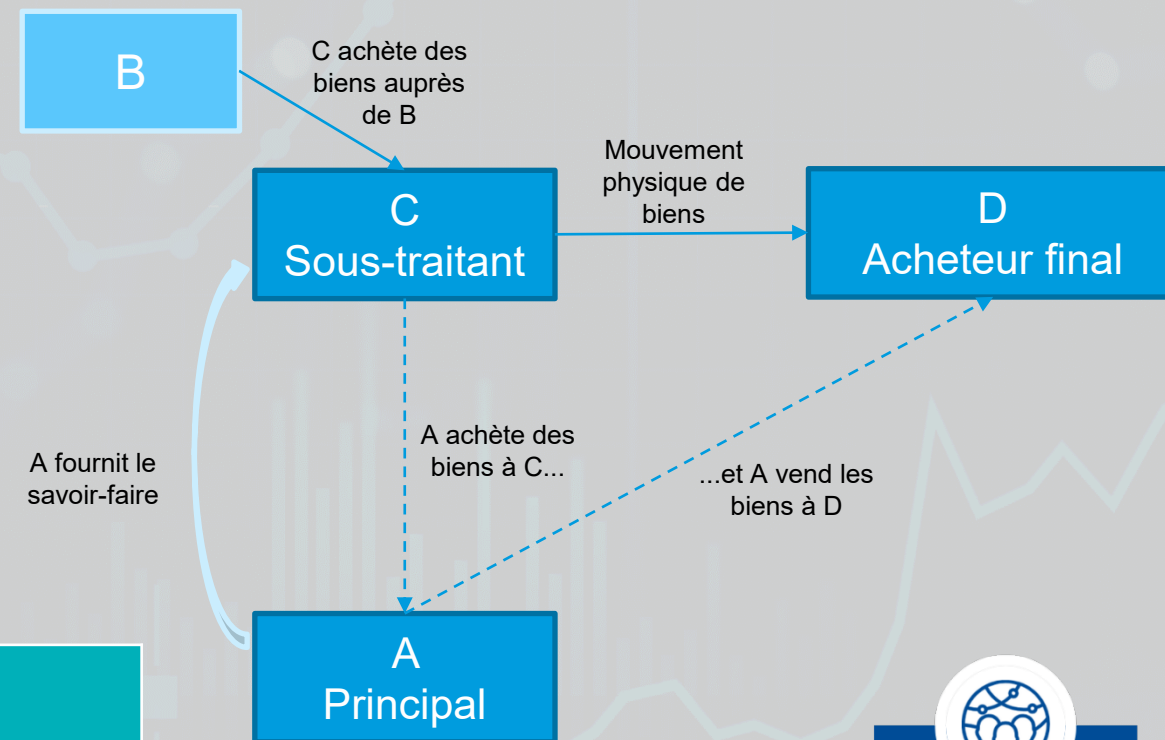 B
C achète des
biens auprès
de B
Mouvement
physique de
biens
C
Sous-traitant
D
Acheteur final
A fournit le
savoir-faire
A achète des
biens à C...
...et A vend les
biens à D
A
Principal